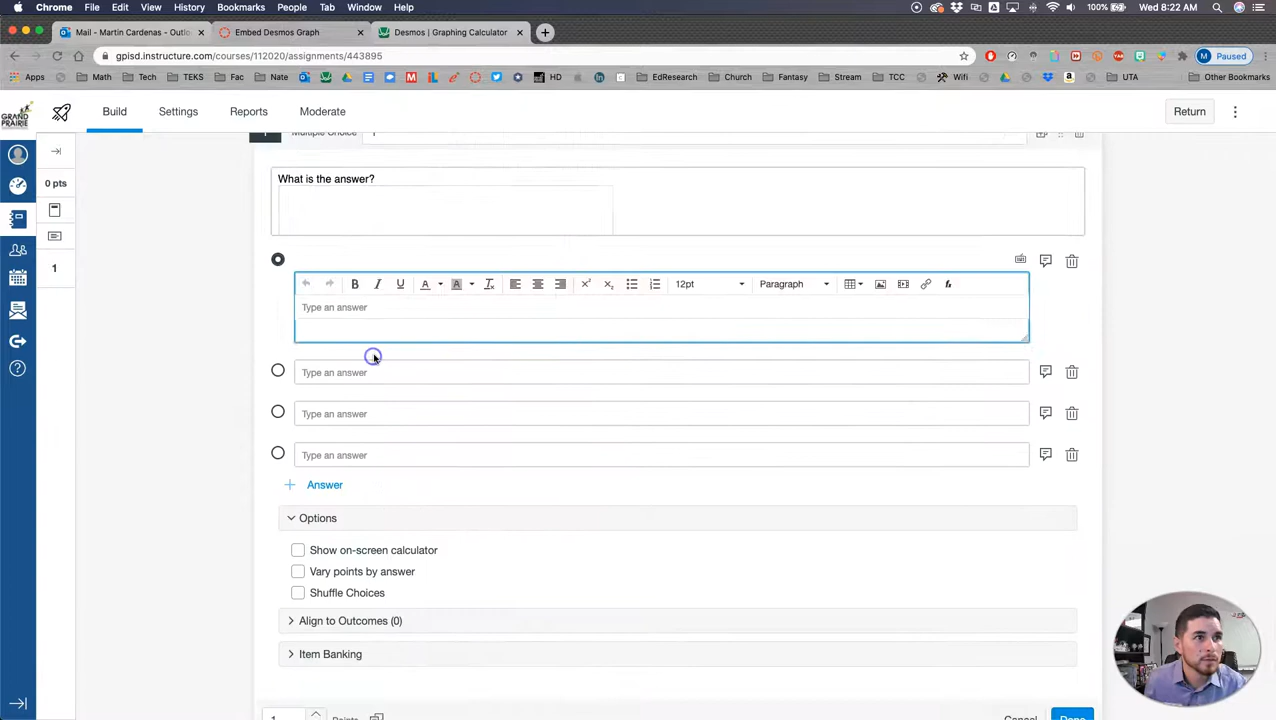 Chrome File Edit View History Bookmarks People Tab Window Help 100% Wed 8:22 AM
Mail - Martin Cardenas - Outlo Embed Desmos Graph Desmos | Graphing Calculator
gpisd.instructure.com/courses/112020/assignments/443895 Paused
Apps Math Tech TEKS Fac Nate HD EdResearch Church Fantasy Stream TCC Wifi UTA Other Bookmarks
GRAND PRAIRIE Build Settings Reports Moderate Return
Multiple Choice
0 pts
What is the answer?
1
12pt Paragraph
Type an answer
Type an answer
Type an answer
Type an answer
Answer
Options
Show on-screen calculator
Vary points by answer
Shuffle Choices
Align to Outcomes (0)
Item Banking
1 Points Cancel Done